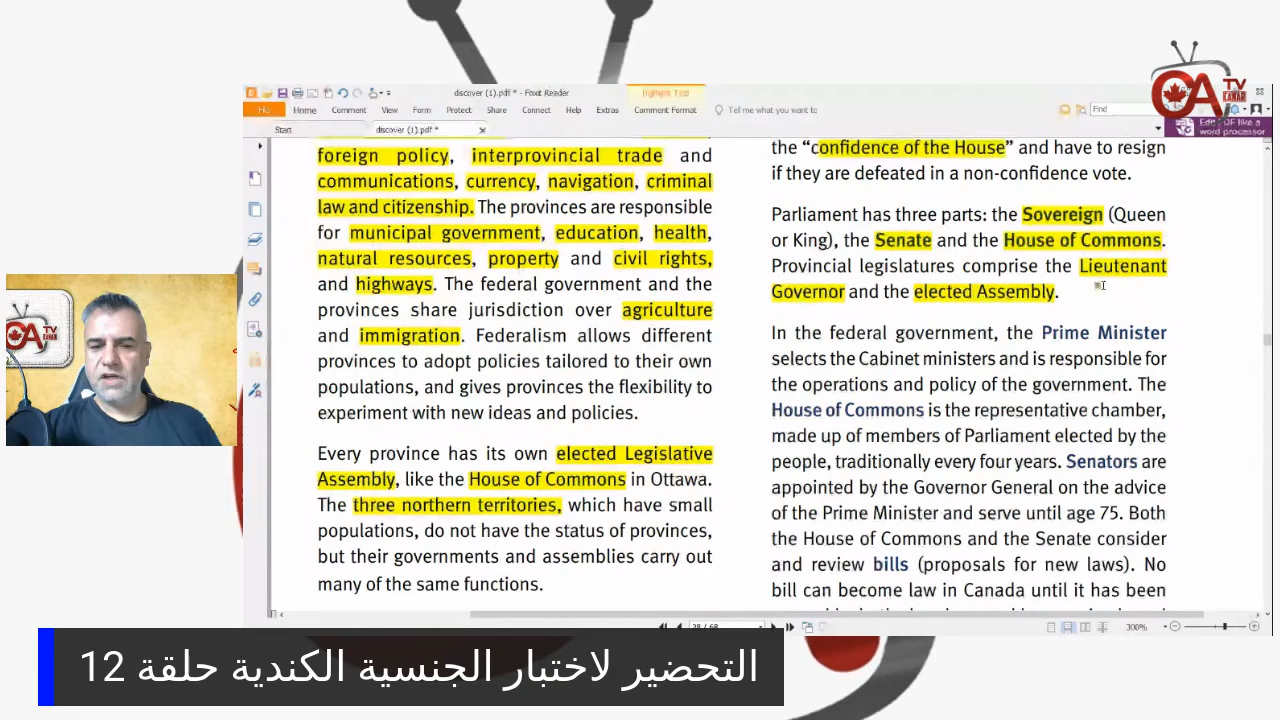 discover (1).pdf * - Foxit Reader
Highlight Tool
File Home Comment View Form Protect Share Connect Help Extras Comment Format Tell me what you want to Find
Start discover (1).pdf *
Edit PDF like a
word processor
OA TV
foreign policy, interprovincial trade and
communications, currency, navigation, criminal
law and citizenship. The provinces are responsible
for municipal government, education, health,
natural resources, property and civil rights,
and highways. The federal government and the
provinces share jurisdiction over agriculture
and immigration. Federalism allows different
provinces to adopt policies tailored to their own
populations, and gives provinces the flexibility to
experiment with new ideas and policies.
Every province has its own elected Legislative
Assembly, like the House of Commons in Ottawa.
The three northern territories, which have small
populations, do not have the status of provinces,
but their governments and assemblies carry out
many of the same functions.
the “confidence of the House” and have to resign
if they are defeated in a non-confidence vote.
Parliament has three parts: the Sovereign (Queen
or King), the Senate and the House of Commons.
Provincial legislatures comprise the Lieutenant
Governor and the elected Assembly.
In the federal government, the Prime Minister
selects the Cabinet ministers and is responsible for
the operations and policy of the government. The
House of Commons is the representative chamber,
made up of members of Parliament elected by the
people, traditionally every four years. Senators are
appointed by the Governor General on the advice
of the Prime Minister and serve until age 75. Both
the House of Commons and the Senate consider
and review bills (proposals for new laws). No
bill can become law in Canada until it has been
28 / 68
300%
التحضير لاختبار الجنسية الكندية حلقة 12